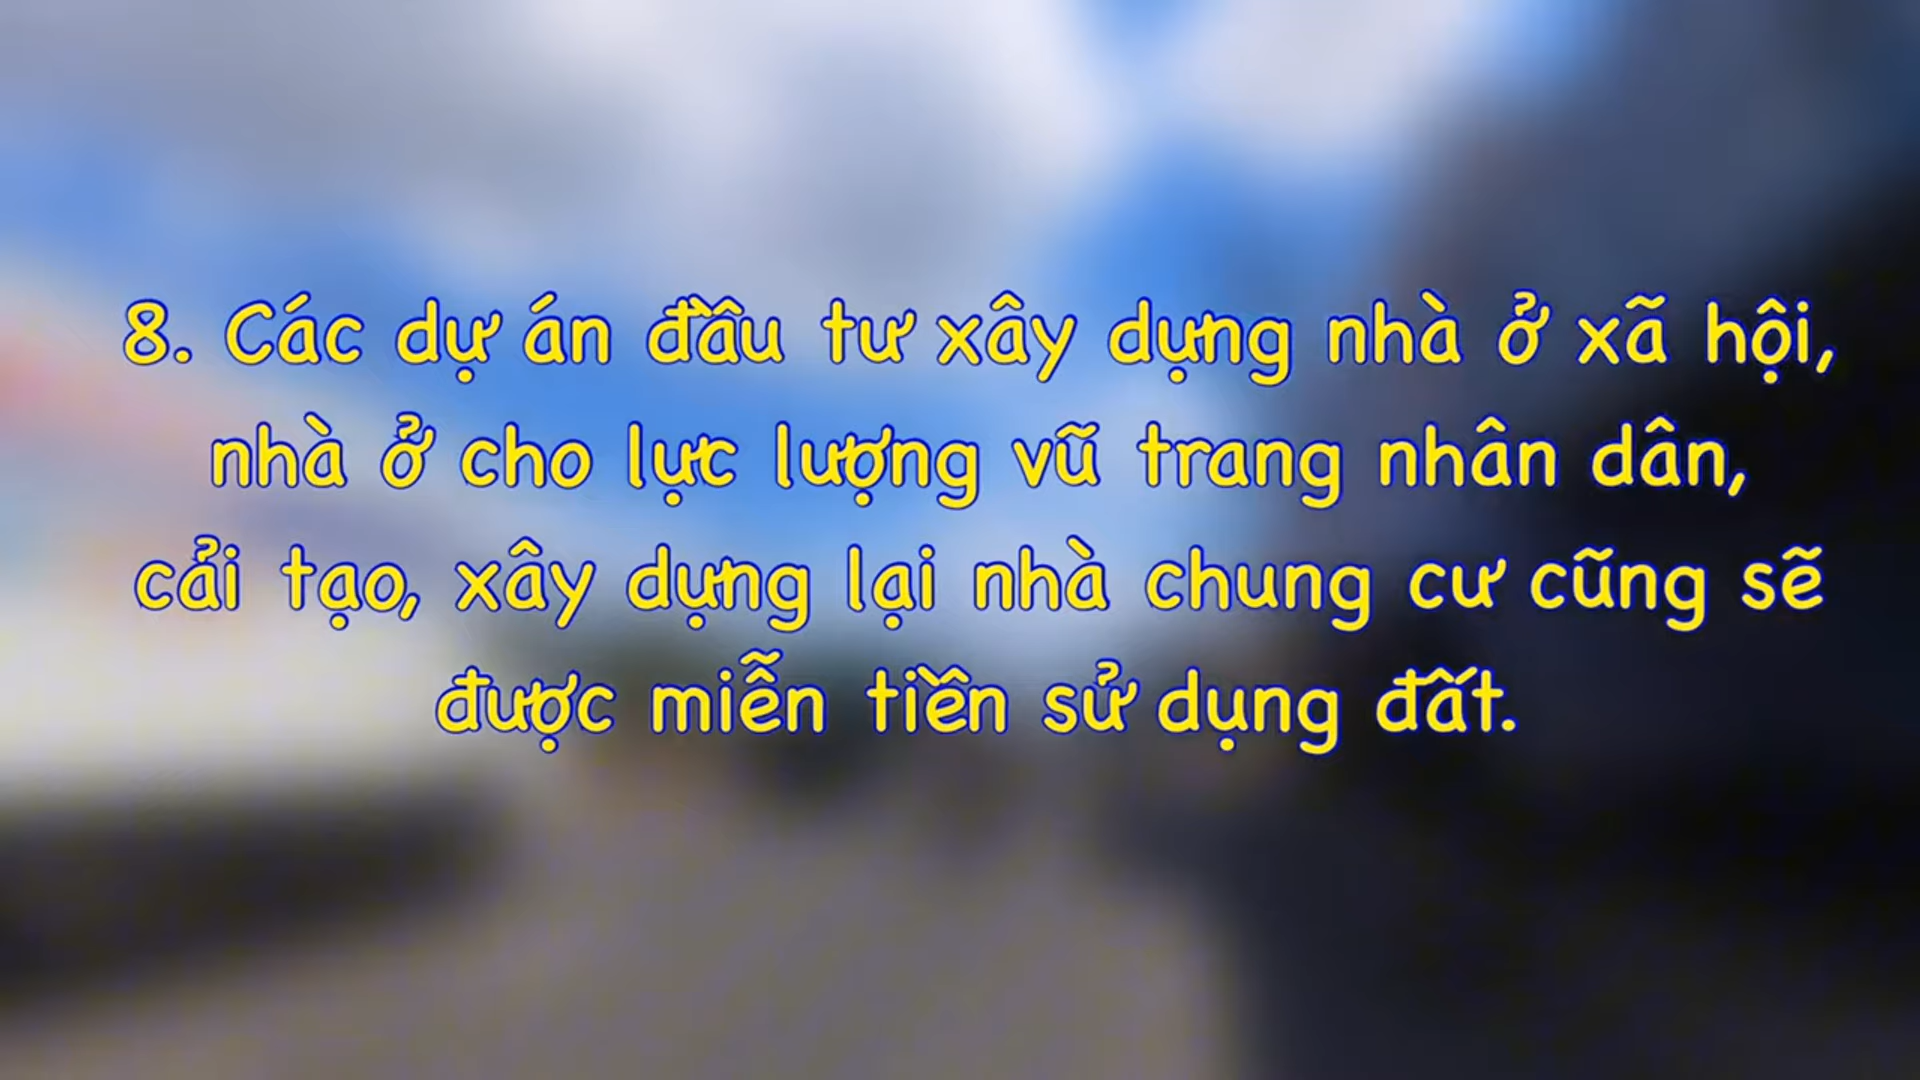 8. Các dự án đầu tư xây dựng nhà ở xã hội,
nhà ở cho lực lượng vũ trang nhân dân,
cải tạo, xây dựng lại nhà chung cư cũng sẽ
được miễn tiền sử dụng đất.